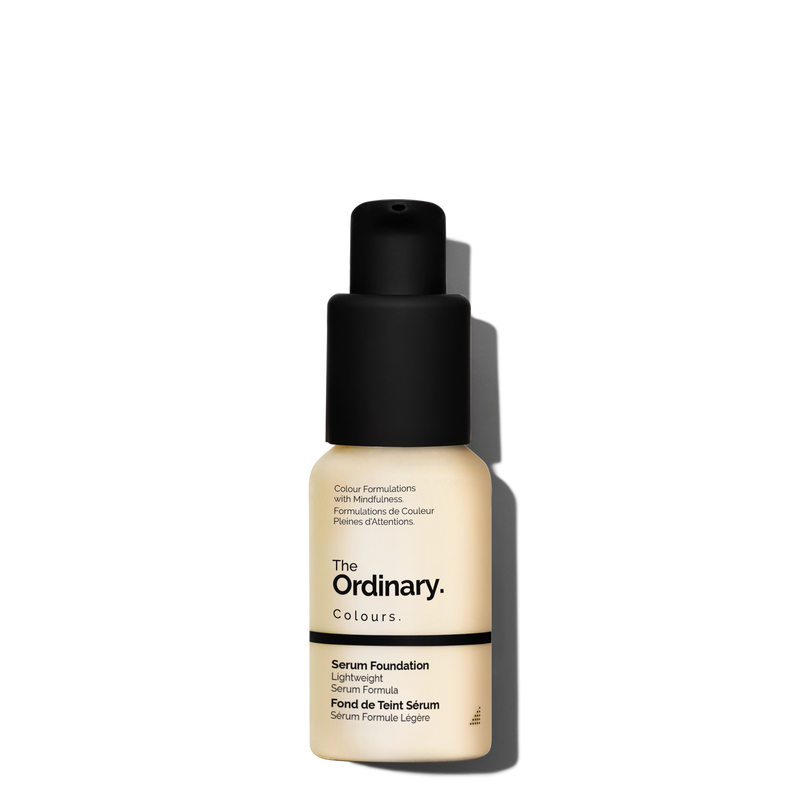 Colour Formulations
with Mindfulness.
Formulations de Couleur
Pleines d'Attentions.
The
Ordinary.
Colours.
Serum Foundation
Lightweight
Serum Formula
Fond de Teint Sérum
Sérum Formule Légère